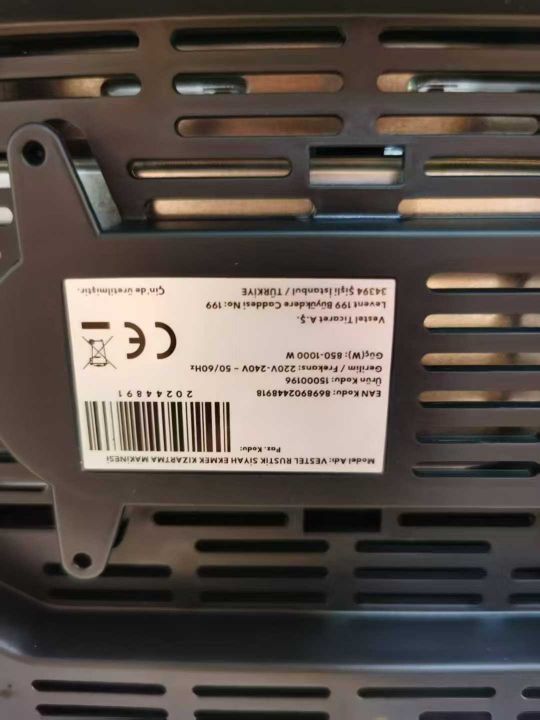 Model Adı: VESTEL RUSTİK SİYAH EKMEK KIZARTMA MAKİNESİ
Paz. Kodu:
20244891
EAN Kodu: 8698902448918
Ürün Kodu: 15000196
Gerilim / Frekans: 220V-240V ~ 50/60Hz
Güç(W): 850-1000 W
CE
Vestel Ticaret A.Ş.
Levent 199 Büyükdere Caddesi No:199
34394 Şişli İstanbul / TÜRKİYE
Çin'de üretilmiştir.